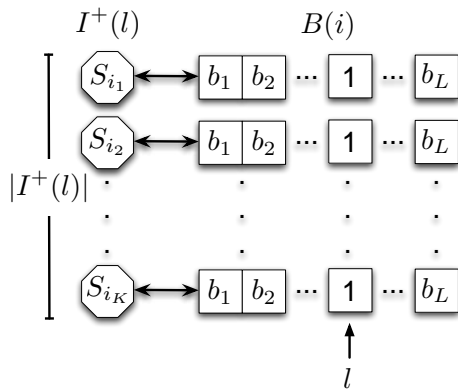 I⁺(l) B(i)
S_{i_1} b_1 b_2 ... 1 ... b_L
S_{i_2} b_1 b_2 ... 1 ... b_L
|I⁺(l)|
S_{i_K} b_1 b_2 ... 1 ... b_L
l